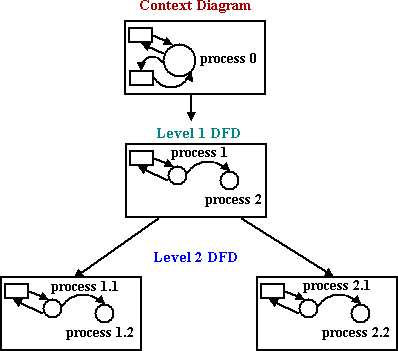 Context Diagram
process 0
Level 1 DFD
process 1
process 2
Level 2 DFD
process 1.1
process 1.2
process 2.1
process 2.2